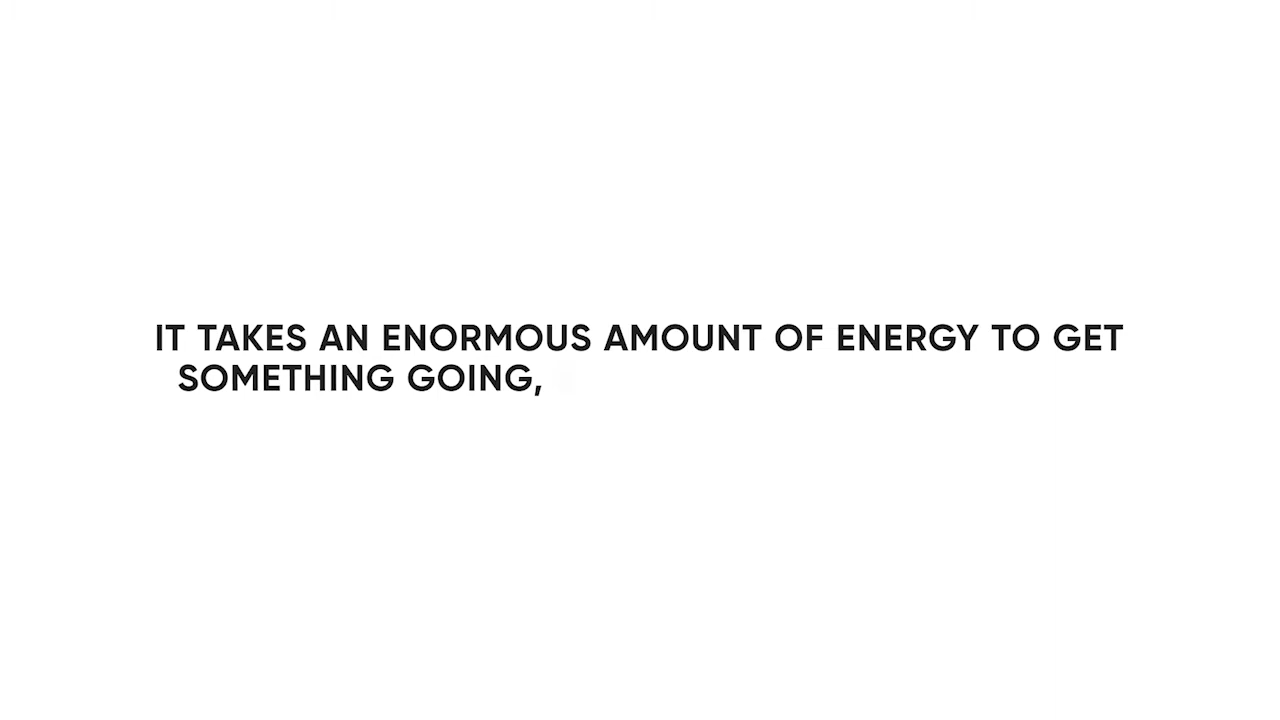 IT TAKES AN ENORMOUS AMOUNT OF ENERGY TO GET
SOMETHING GOING,